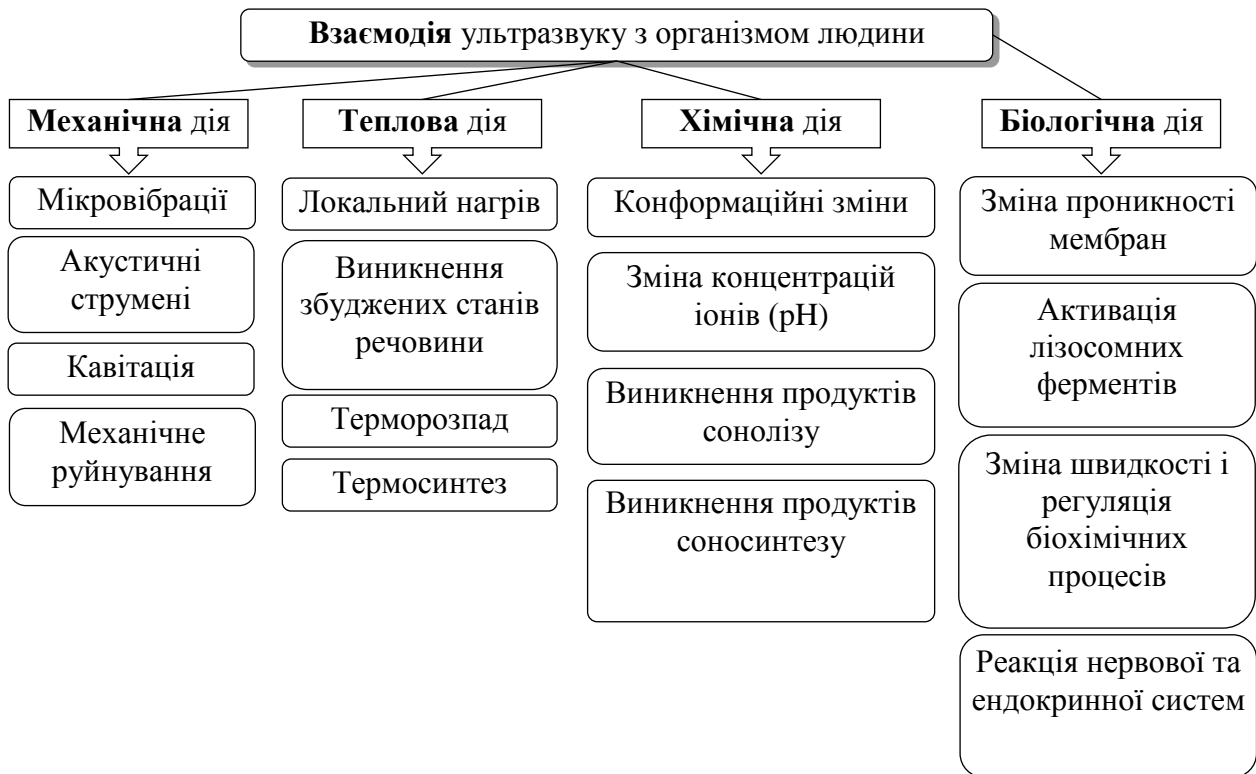 Взаємодія ультразвуку з організмом людини
Механічна дія
Мікровібрації
Акустичні
струмені
Кавітація
Механічне
руйнування
Теплова дія
Локальний нагрів
Виникнення
збуджених станів
речовини
Терморозпад
Термосинтез
Хімічна дія
Конформаційні зміни
Зміна концентрацій
іонів (рН)
Виникнення продуктів
сонолізу
Виникнення продуктів
соносинтезу
Біологічна дія
Зміна проникності
мембран
Активація
лізосомних
ферментів
Зміна швидкості і
регуляція
біохімічних
процесів
Реакція нервової та
ендокринної систем